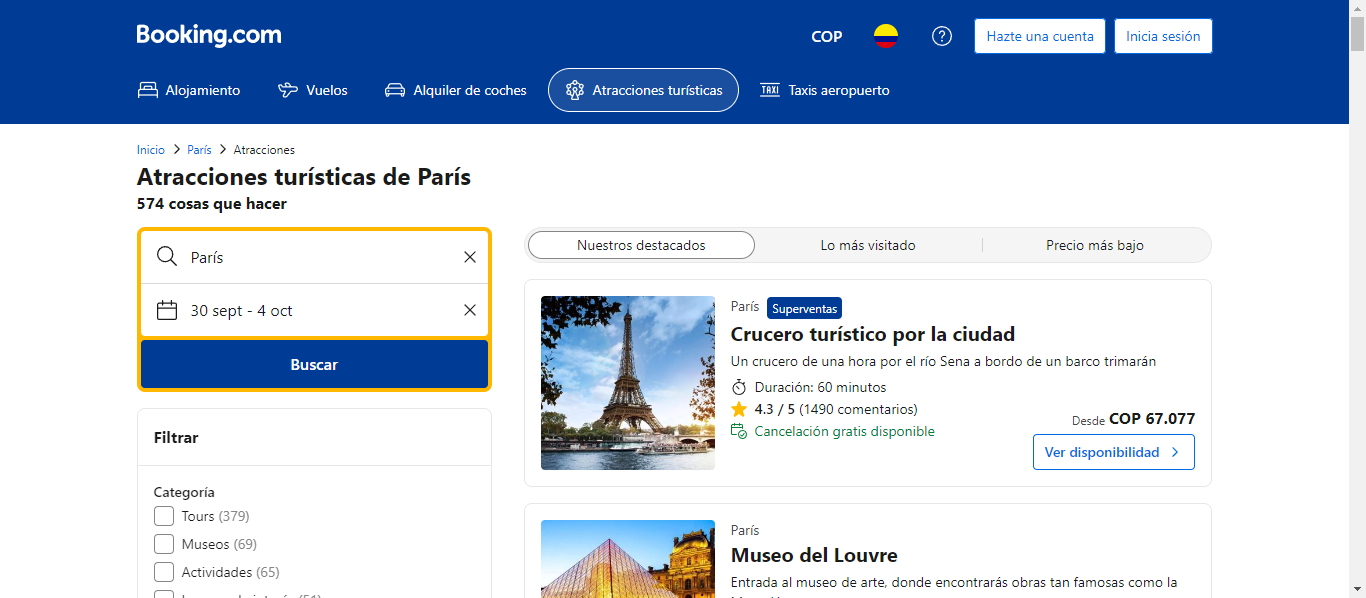 Booking.com
COP
Hazte una cuenta
Inicia sesión
Alojamiento
Vuelos
Alquiler de coches
Atracciones turísticas
TAXI Taxis aeropuerto
Inicio > París > Atracciones
Atracciones turísticas de París
574 cosas que hacer
París
30 sept - 4 oct
Buscar
Filtrar
Categoría
Tours (379)
Museos (69)
Actividades (65)
Nuestros destacados
Lo más visitado
Precio más bajo
París Superventas
Crucero turístico por la ciudad
Un crucero de una hora por el río Sena a bordo de un barco trimarán
Duración: 60 minutos
4.3 / 5 (1490 comentarios)
Cancelación gratis disponible
Desde COP 67.077
Ver disponibilidad
París
Museo del Louvre
Entrada al museo de arte, donde encontrarás obras tan famosas como la